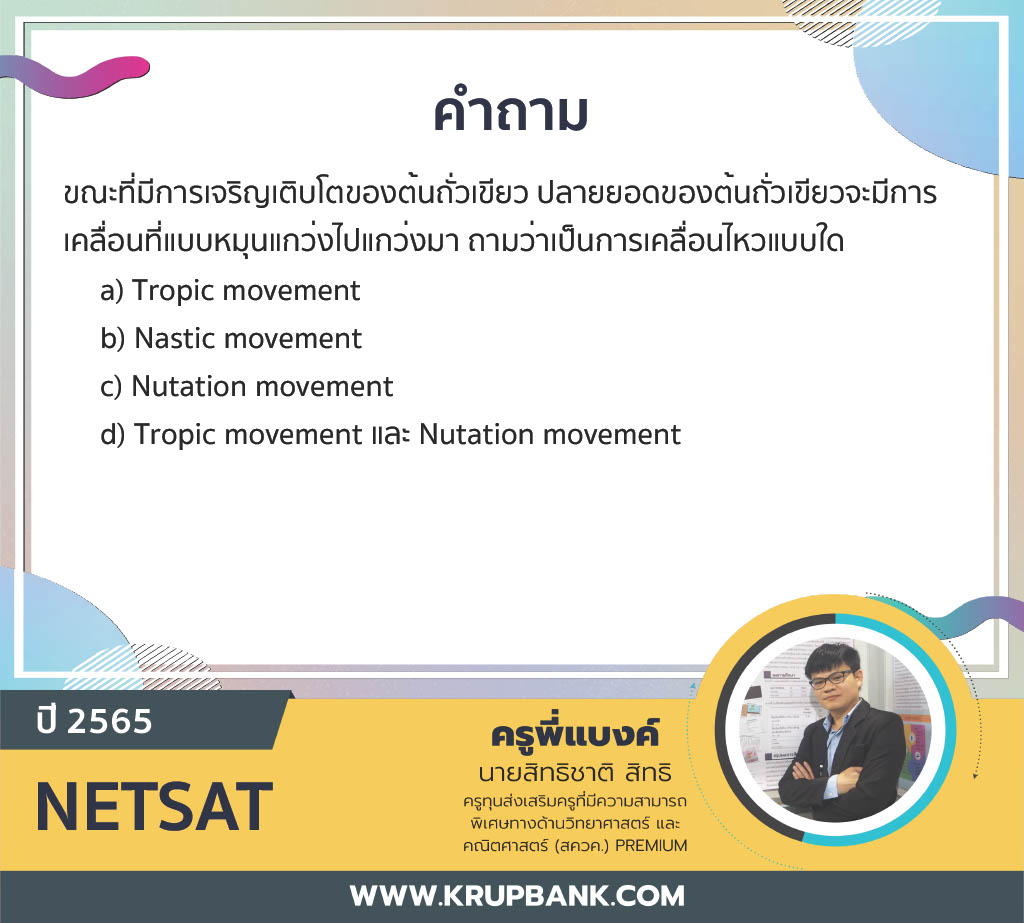 คำถาม
ขณะที่มีการเจริญเติบโตของต้นถั่วเขียว ปลายยอดของต้นถั่วเขียวจะมีการ
เคลื่อนที่แบบหมุนแกว่งไปแกว่งมา ถามว่าเป็นการเคลื่อนไหวแบบใด
a) Tropic movement
b) Nastic movement
c) Nutation movement
d) Tropic movement และ Nutation movement
ปี 2565
NETSAT
ครูพี่แบงค์
นายสิทธิชาติ สิทธิ
ครูทุนส่งเสริมครูที่มีความสามารถ
พิเศษทางด้านวิทยาศาสตร์ และ
คณิตศาสตร์ (สควค.) PREMIUM
WWW.KRUPBANK.COM